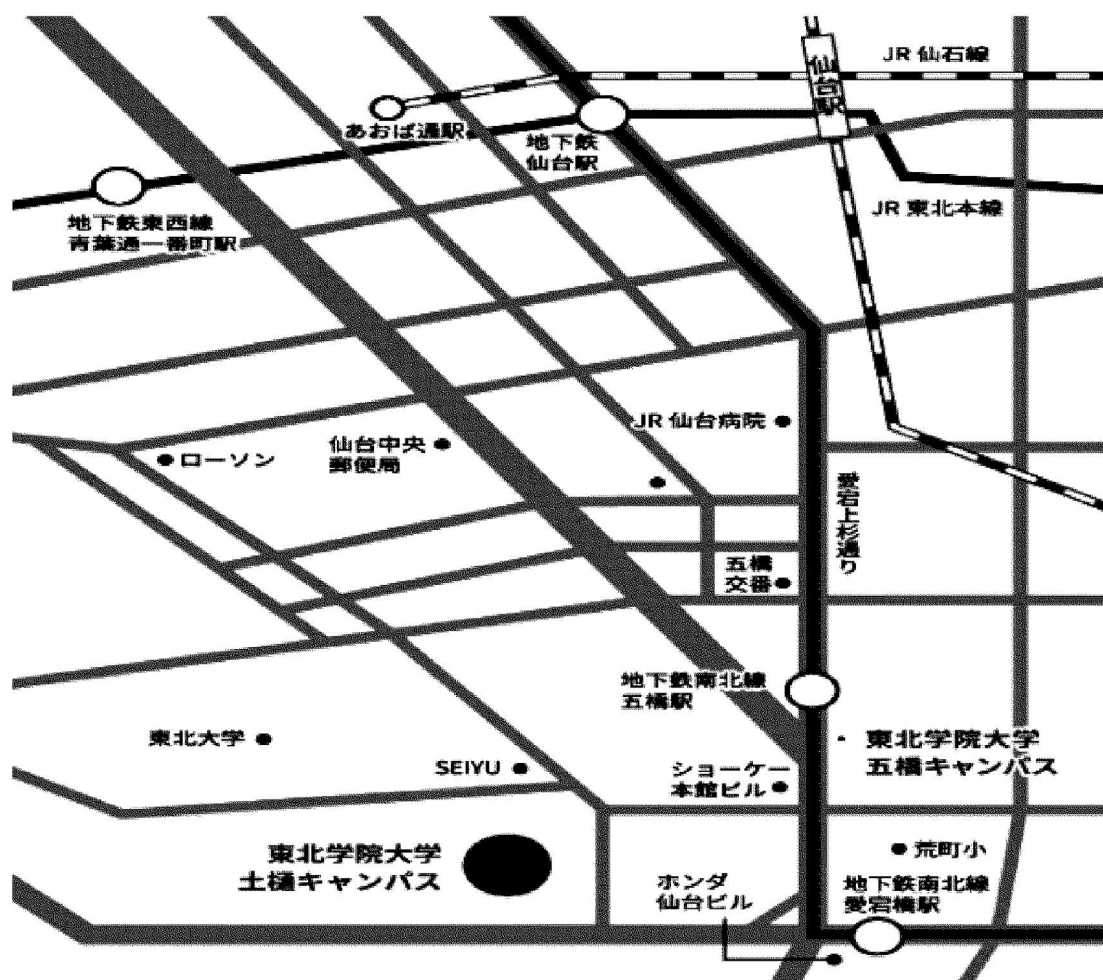 JR 仙石線
仙台駅
あおば通駅
地下鉄
仙台駅
地下鉄東西線
青葉通一番町駅
JR 東北本線
JR 仙台病院
仙台中央
郵便局
ローソン
愛宕上杉通り
五橋
交番
地下鉄南北線
五橋駅
東北大学
東北学院大学
五橋キャンパス
SEIYU
ショーケー
本館ビル
東北学院大学
土樋キャンパス
荒町小
ホンダ
仙台ビル
地下鉄南北線
愛宕橋駅